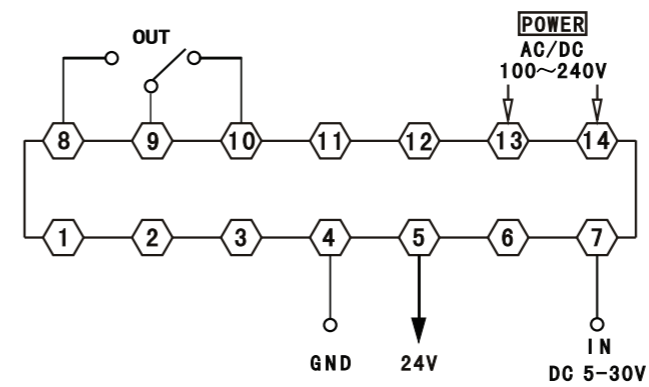 POWER
OUT
AC/DC
100～240V
8 9 10 11 12 13 14
1 2 3 4 5 6 7
GND 24V IN
DC 5-30V